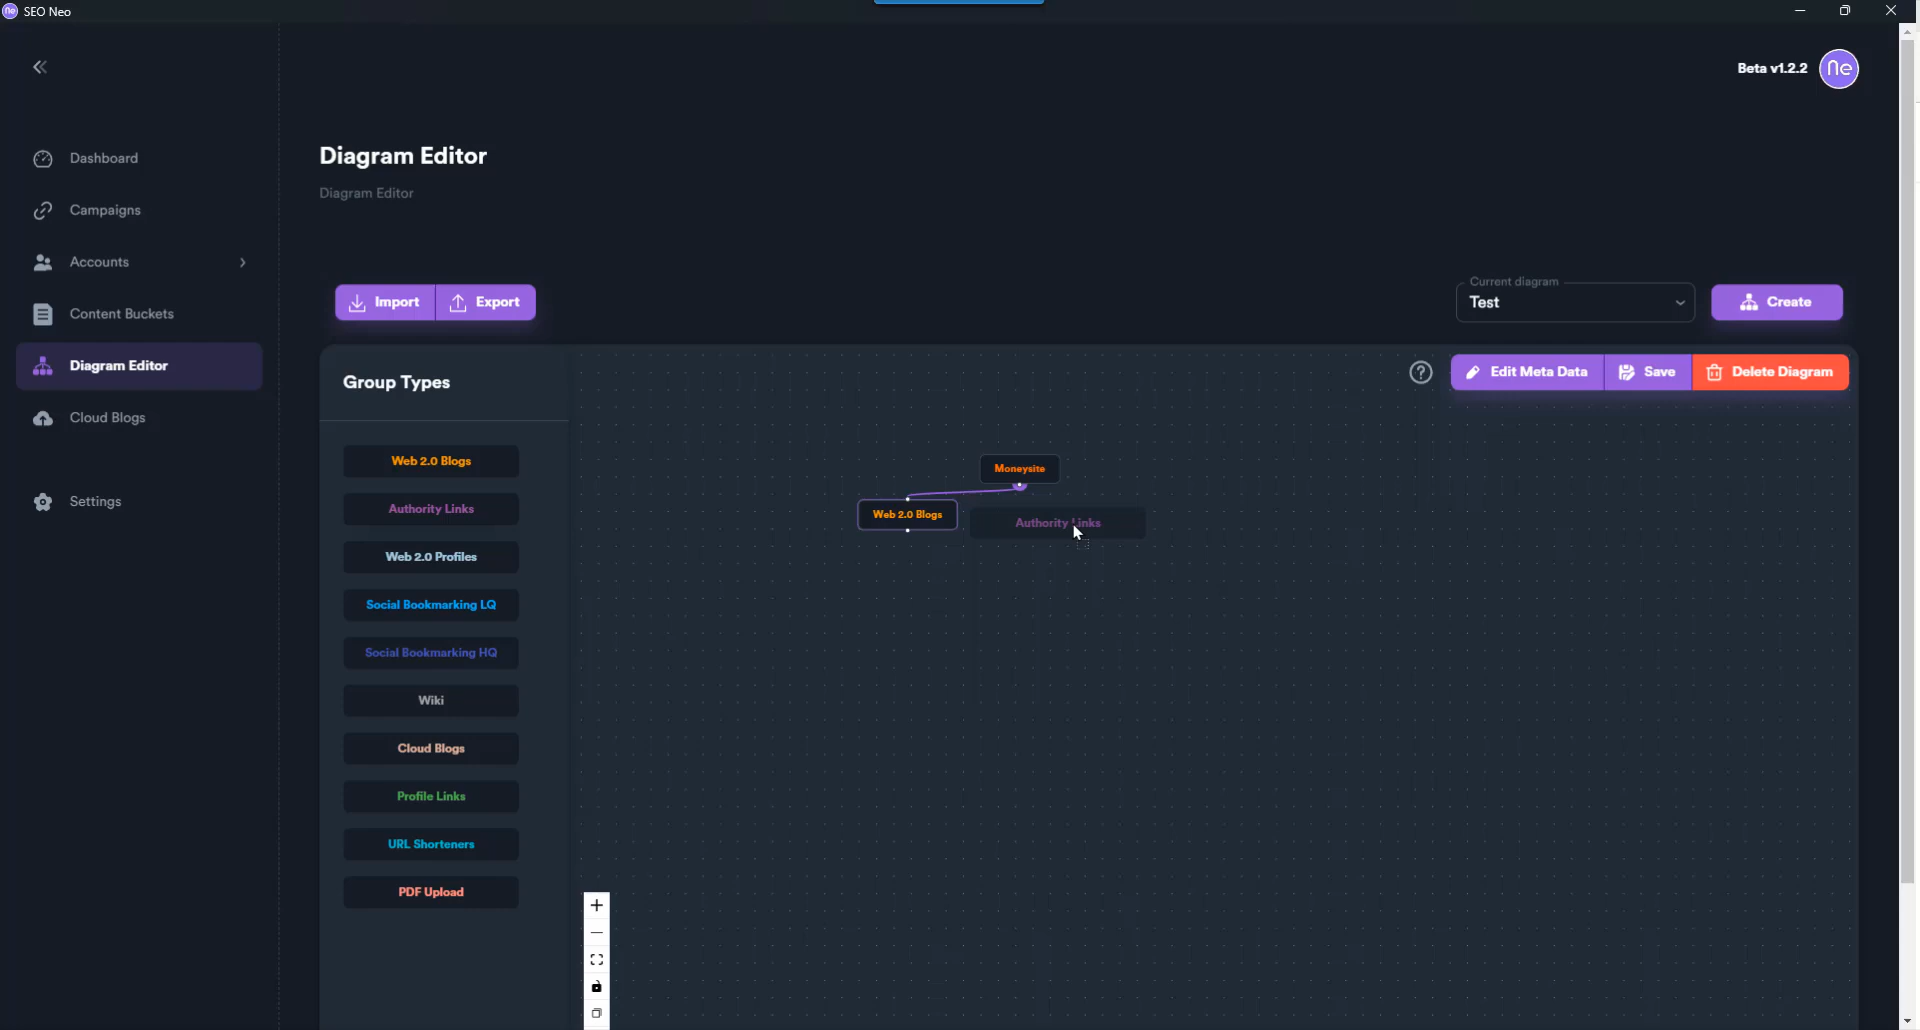 SEO Neo
Beta v1.2.2
ne
Dashboard
Campaigns
Accounts
Content Buckets
Diagram Editor
Cloud Blogs
Settings
Diagram Editor
Diagram Editor
Import
Export
Current diagram
Test
Create
Group Types
Edit Meta Data
Save
Delete Diagram
Web 2.0 Blogs
Authority Links
Web 2.0 Profiles
Social Bookmarking LQ
Social Bookmarking HQ
Wiki
Cloud Blogs
Profile Links
URL Shorteners
PDF Upload
Moneysite
Web 2.0 Blogs
Authority Links